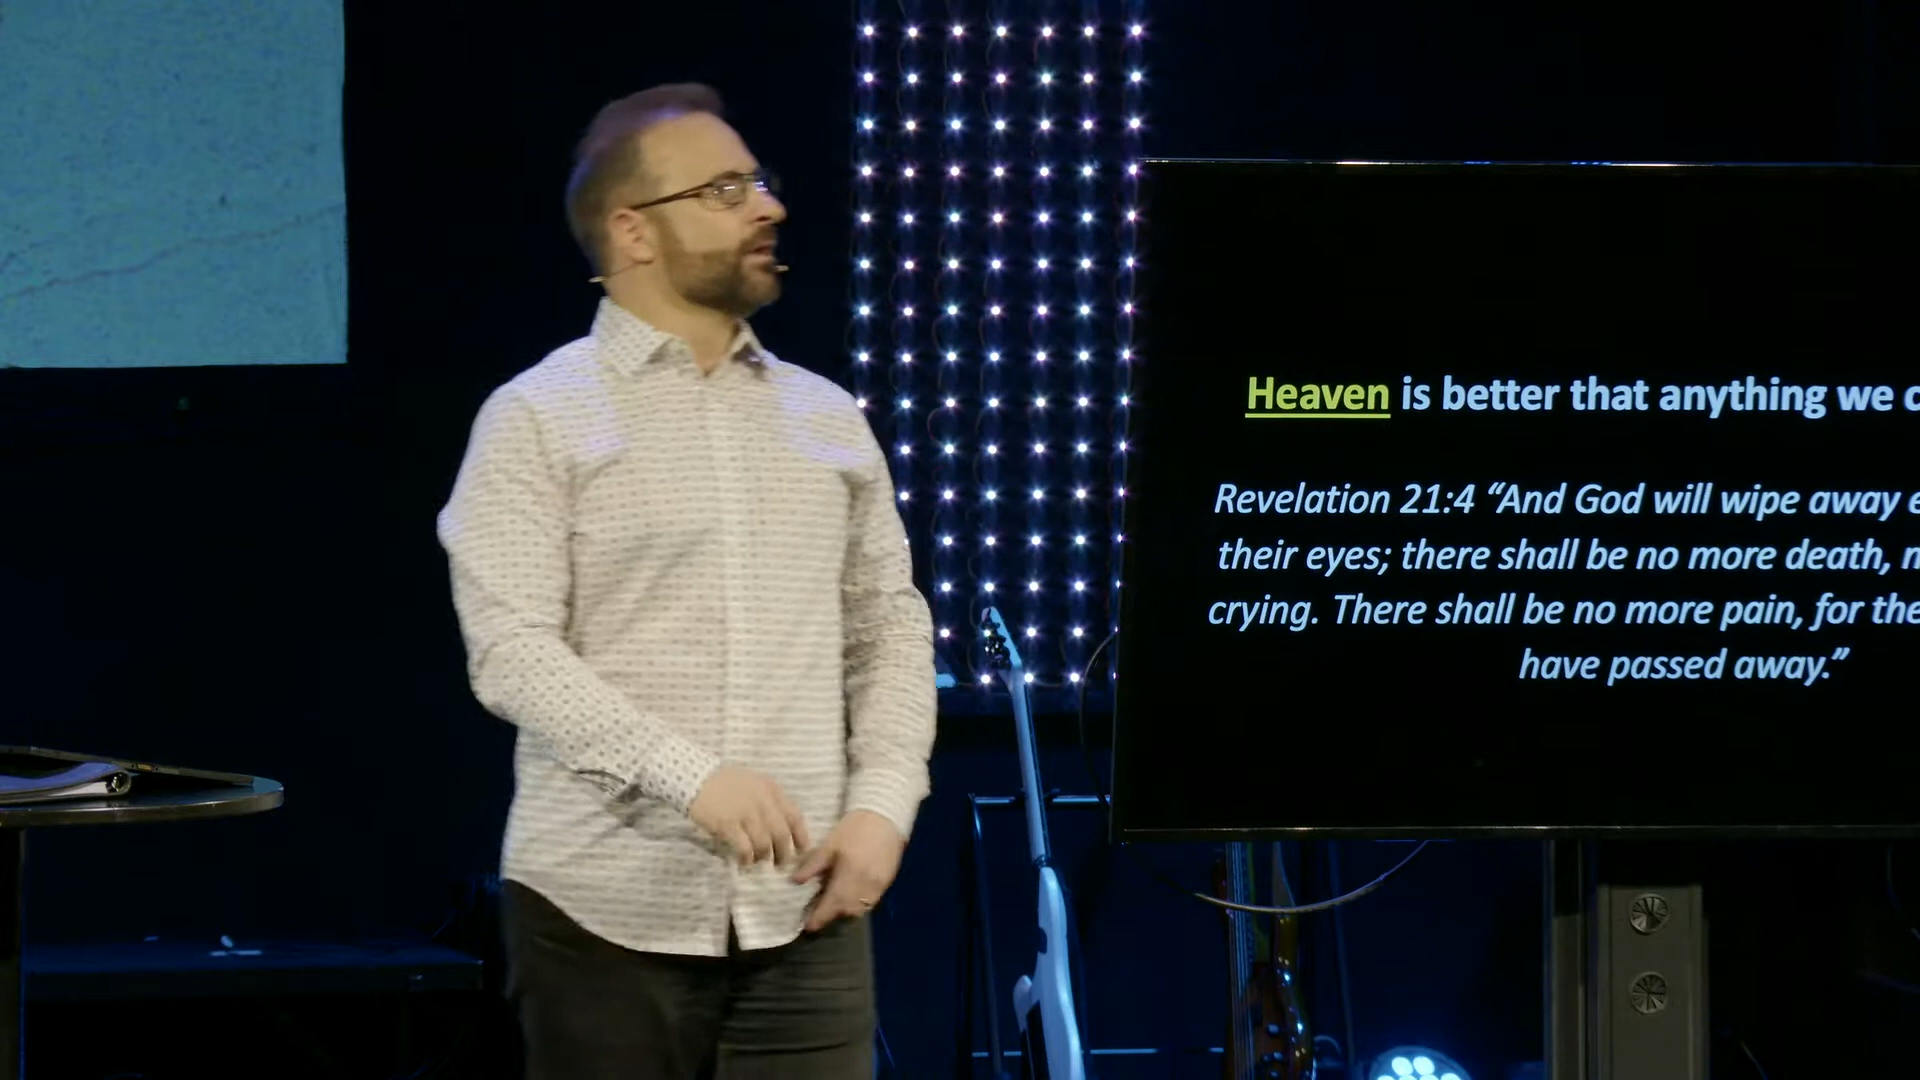 Heaven is better that anything we
Revelation 21:4 “And God will wipe away
their eyes; there shall be no more death,
crying. There shall be no more pain, for
have passed away.”